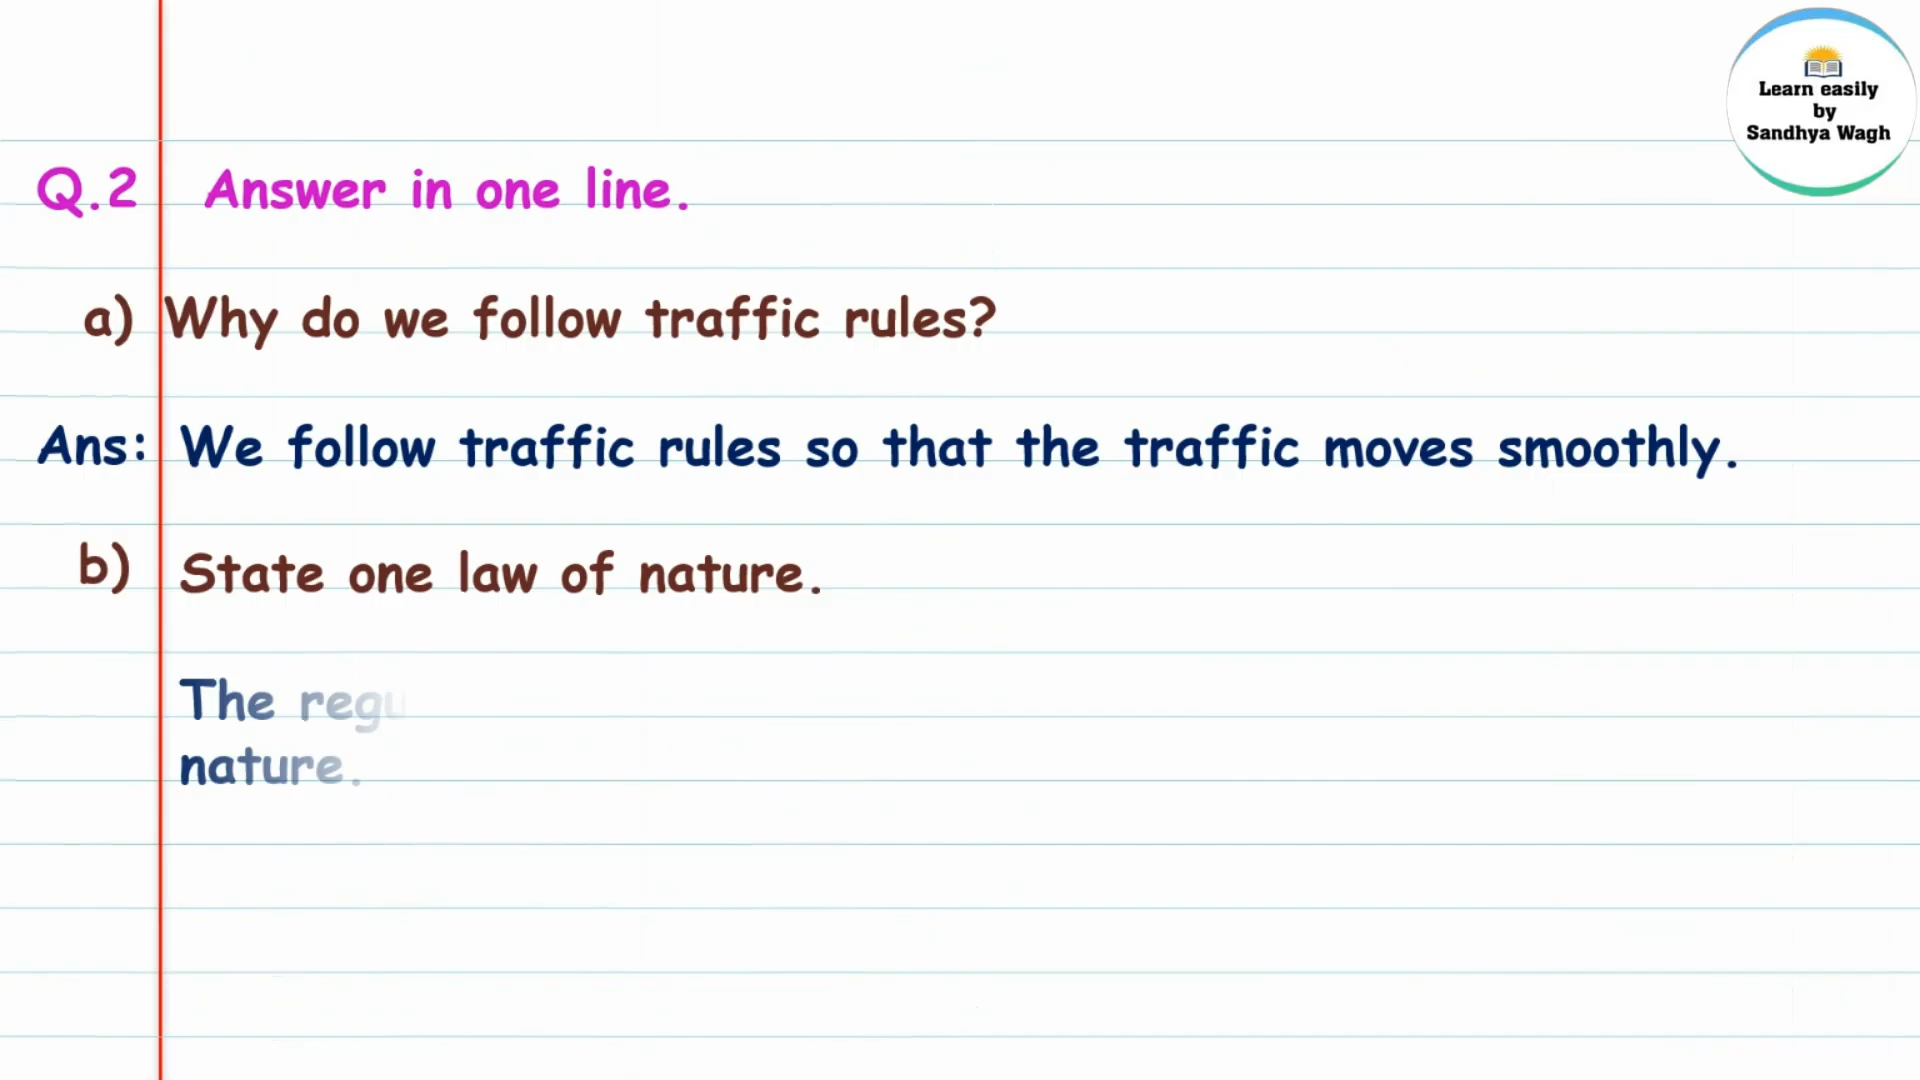 Learn easily
by
Sandhya Wagh
Q.2 Answer in one line.
a) Why do we follow traffic rules?
Ans: We follow traffic rules so that the traffic moves smoothly.
b) State one law of nature.
The
nature.